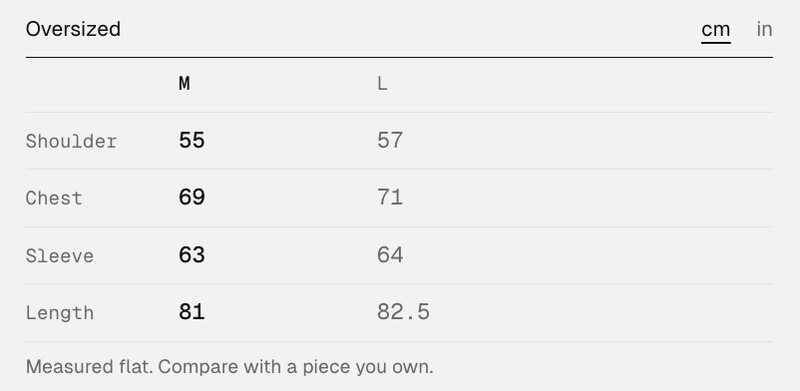 Oversized cm in
M L
Shoulder 55 57
Chest 69 71
Sleeve 63 64
Length 81 82.5
Measured flat. Compare with a piece you own.